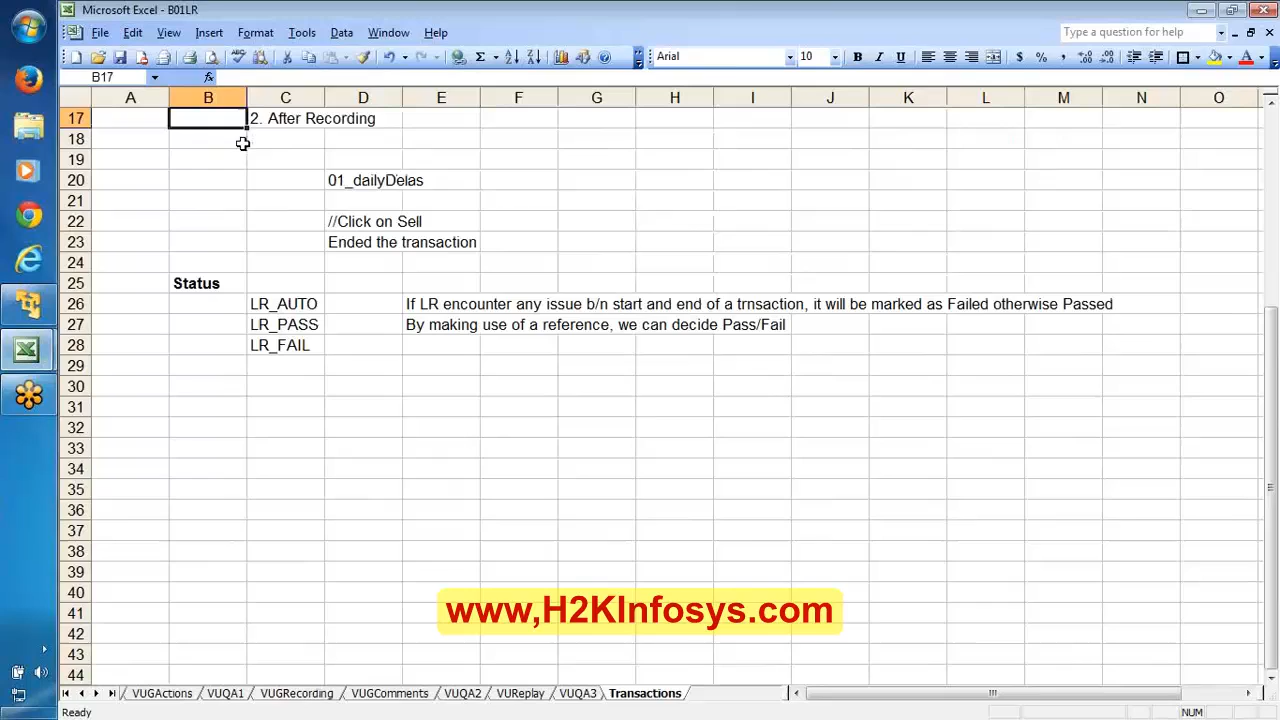 Microsoft Excel - B01LR
File Edit View Insert Format Tools Data Window Help
Type a question for help
Arial 10
B17
A B C D E F G H I J K L M N O
17 2. After Recording
18
19
20 01_dailyDelas
21
22 //Click on Sell
23 Ended the transaction
24
25 Status
26 LR_AUTO If LR encounter any issue b/n start and end of a trnsaction, it will be marked as Failed otherwise Passed
27 LR_PASS By making use of a reference, we can decide Pass/Fail
28 LR_FAIL
29
30
31
32
33
34
35
36
37
38
39
40
www,H2KInfosys.com
41
42
43
44
VUGActions VUQA1 VUGRecording VUGComments VUQA2 VUReplay VUQA3 Transactions
Ready NUM